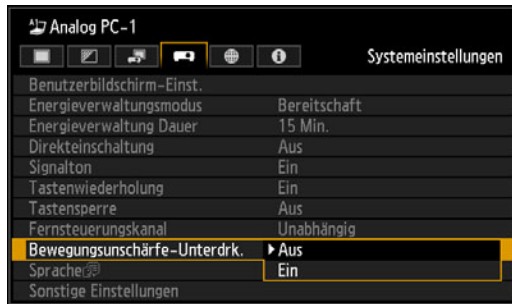 Analog PC-1
Systemeinstellungen
Benutzerbildschirm-Einst.
Energieverwaltungsmodus Bereitschaft
Energieverwaltung Dauer 15 Min.
Direkteinschaltung Aus
Signalton Ein
Tastenwiederholung Ein
Tastensperre Aus
Fernsteuerungskanal Unabhängig
Bewegungsunschärfe-Unterdrk. Aus
Sprache Ein
Sonstige Einstellungen